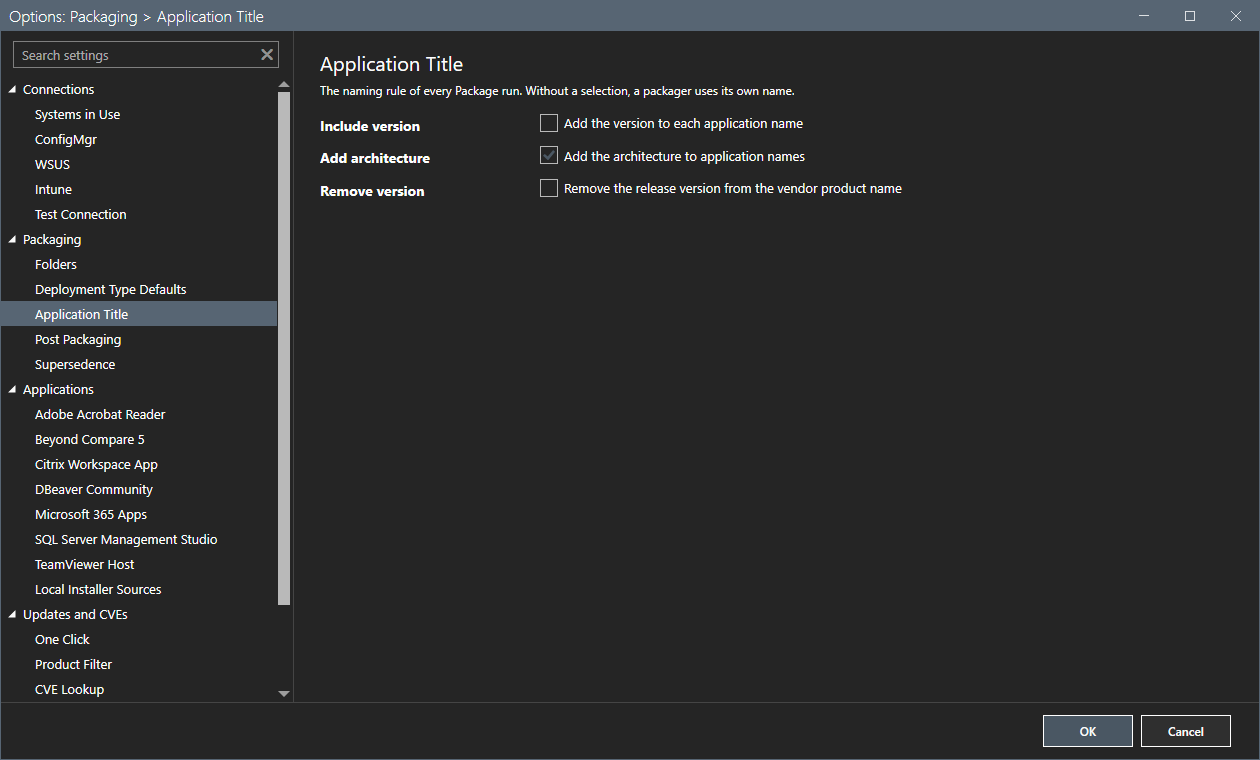 Options: Packaging > Application Title
Search settings
Connections
Systems in Use
ConfigMgr
WSUS
Intune
Test Connection
Packaging
Folders
Deployment Type Defaults
Application Title
Post Packaging
Supersedence
Applications
Adobe Acrobat Reader
Beyond Compare 5
Citrix Workspace App
DBeaver Community
Microsoft 365 Apps
SQL Server Management Studio
TeamViewer Host
Local Installer Sources
Updates and CVEs
One Click
Product Filter
CVE Lookup
Application Title
The naming rule of every Package run. Without a selection, a packager uses its own name.
Include version Add the version to each application name
Add architecture Add the architecture to application names
Remove version Remove the release version from the vendor product name
OK Cancel